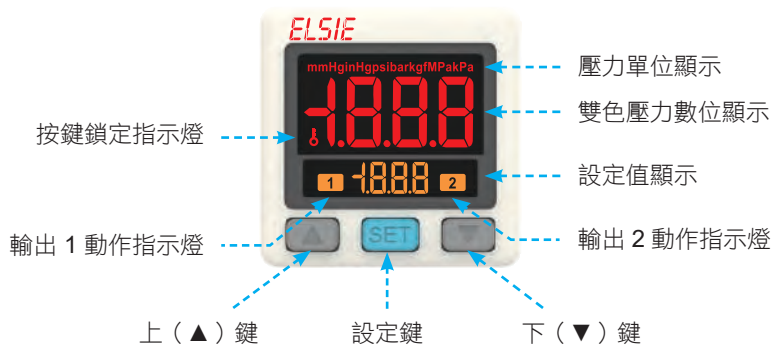 ELSIE
mmHginHgpsibarkgfMPakPa
壓力單位顯示
-1.8.8.8
雙色壓力數位顯示
按鍵鎖定指示燈
1 -1.8.8.8 2
設定值顯示
輸出 1 動作指示燈
SET
輸出 2 動作指示燈
上（▲）鍵
設定鍵
下（▼）鍵